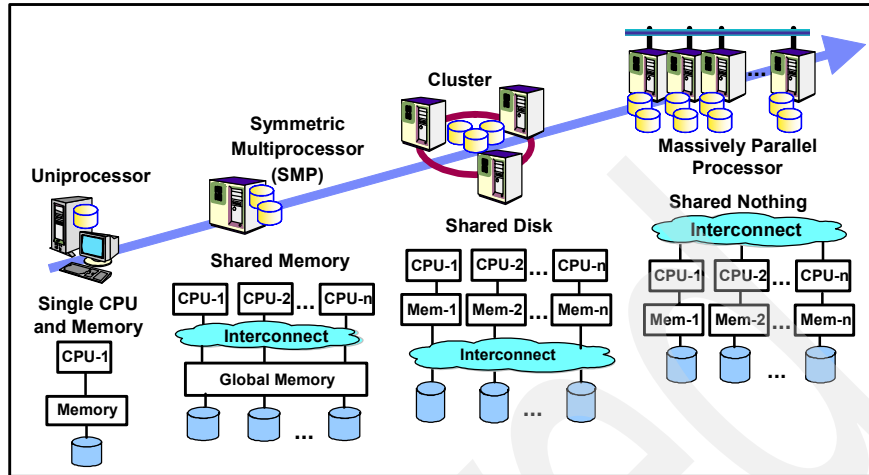 Uniprocessor
Single CPU
and Memory
CPU-1
Memory
Symmetric
Multiprocessor
(SMP)
Shared Memory
CPU-1 CPU-2 ... CPU-n
Interconnect
Global Memory
...
Cluster
Shared Disk
CPU-1 CPU-2 ... CPU-n
Mem-1 Mem-2 ... Mem-n
Interconnect
...
...
Massively Parallel
Processor
Shared Nothing
Interconnect
CPU-1 CPU-2 ... CPU-n
Mem-1 Mem-2 ... Mem-n
...